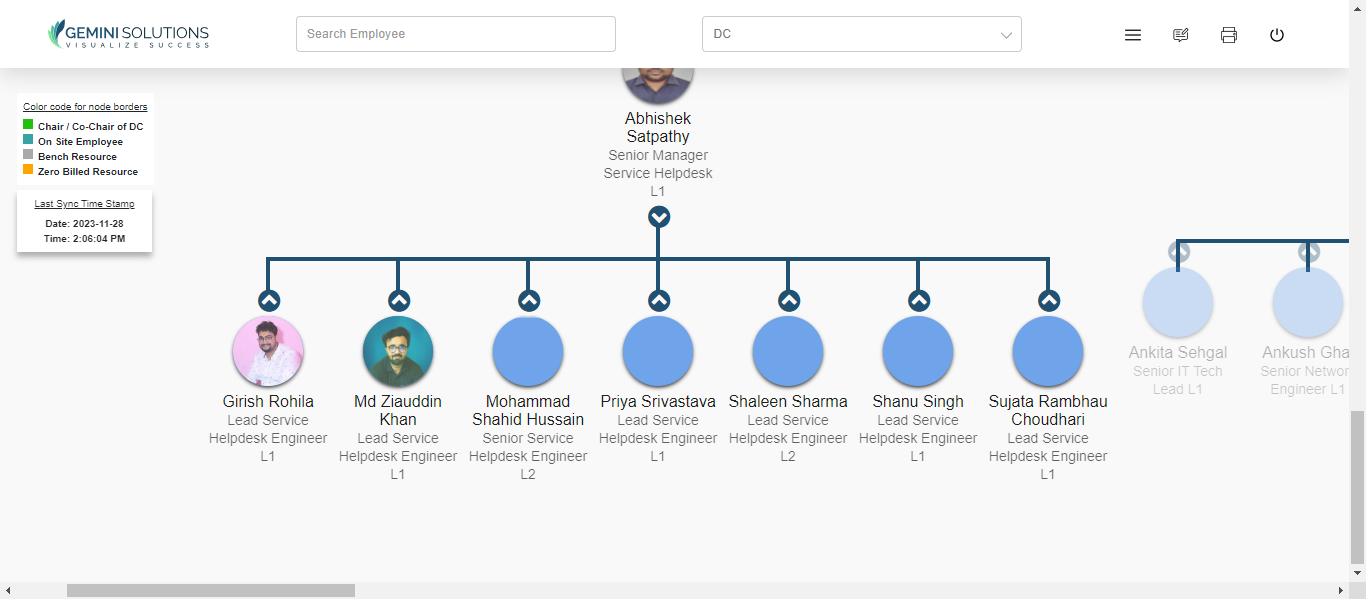 GEMINI SOLUTIONS
VISUALIZE SUCCESS
Search Employee
DC
Color code for node borders
Chair / Co-Chair of DC
On Site Employee
Bench Resource
Zero Billed Resource
Last Sync Time Stamp
Date: 2023-11-28
Time: 2:06:04 PM
Abhishek
Satpathy
Senior Manager
Service Helpdesk
L1
Girish Rohila
Lead Service
Helpdesk Engineer
L1
Md Ziauddin
Khan
Lead Service
Helpdesk Engineer
L1
Mohammad
Shahid Hussain
Senior Service
Helpdesk Engineer
L2
Priya Srivastava
Lead Service
Helpdesk Engineer
L1
Shaleen Sharma
Lead Service
Helpdesk Engineer
L2
Shanu Singh
Lead Service
Helpdesk Engineer
L1
Sujata Rambhau
Choudhari
Lead Service
Helpdesk Engineer
L1
Ankita Sehgal
Senior IT Tech
Lead L1
Ankush Gha
Senior Networ
Engineer L1